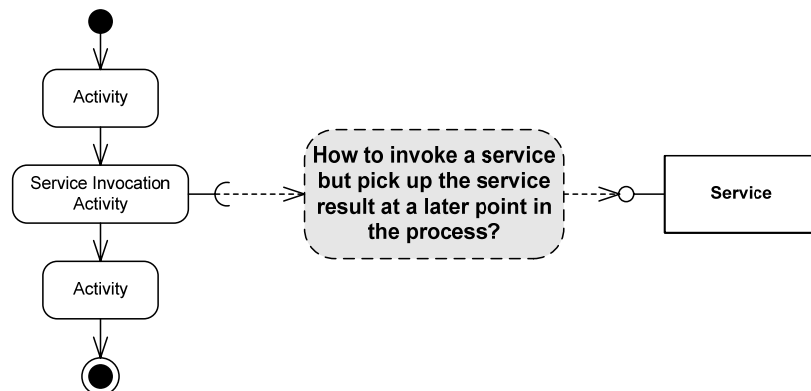 Activity
Service Invocation
Activity
Activity
How to invoke a service
but pick up the service
result at a later point in
the process?
Service